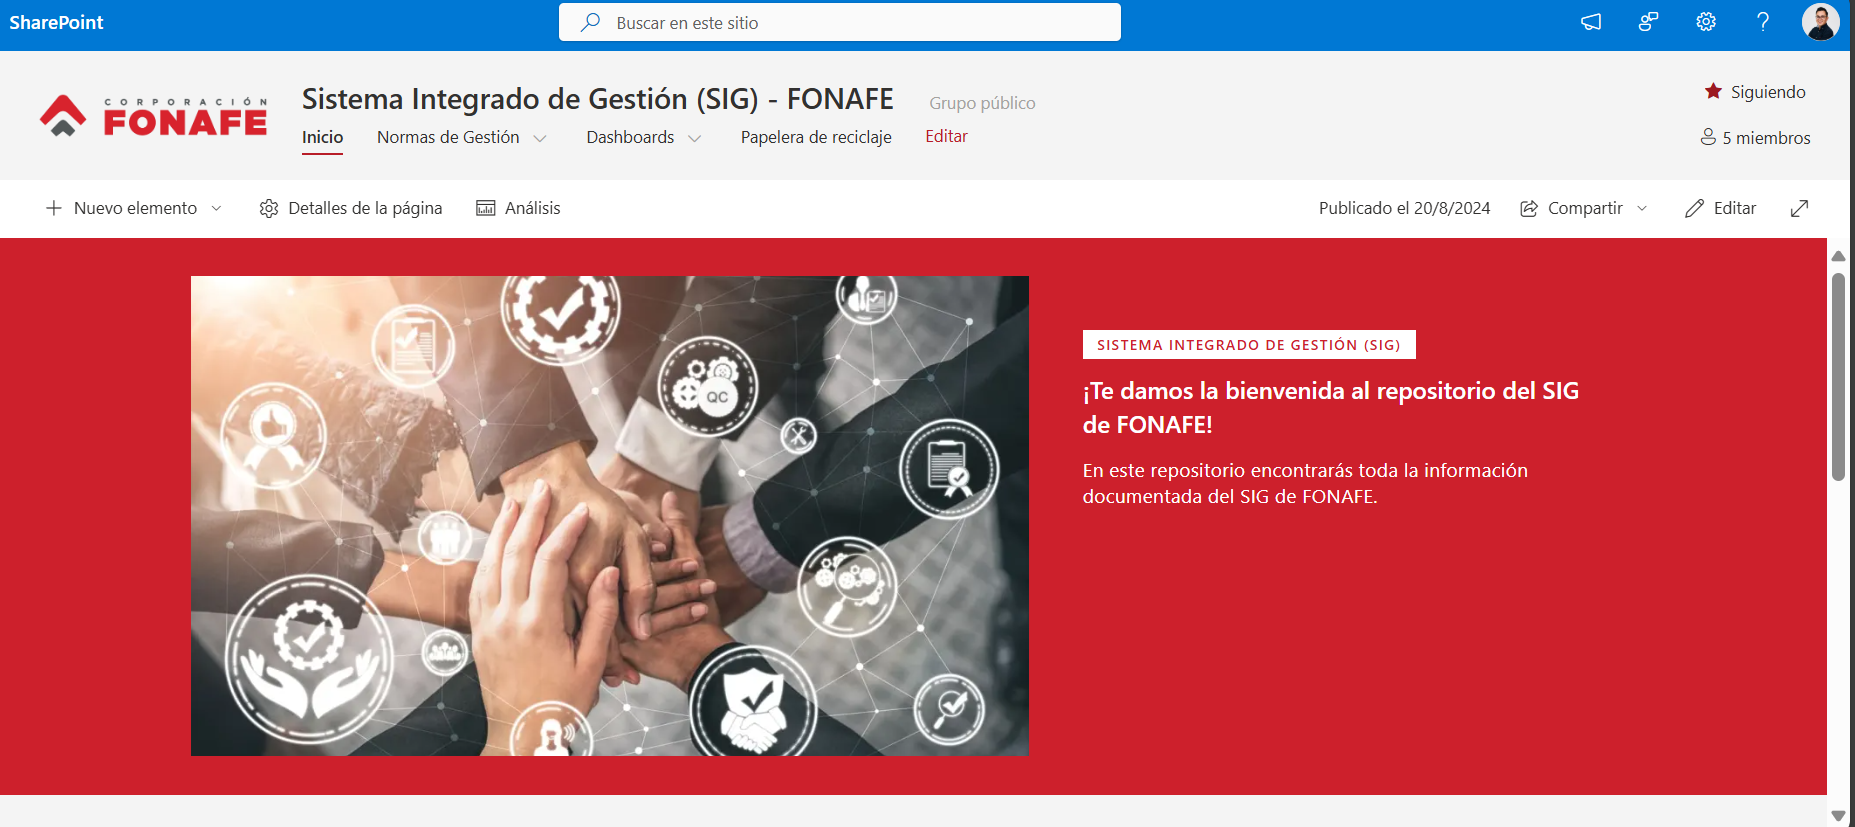 SharePoint
Buscar en este sitio
CORPORACIÓN
FONAFE
Sistema Integrado de Gestión (SIG) - FONAFE
Grupo público
Siguiendo
Inicio
Normas de Gestión
Dashboards
Papelera de reciclaje
Editar
5 miembros
Nuevo elemento
Detalles de la página
Análisis
Publicado el 20/8/2024
Compartir
Editar
QC
SISTEMA INTEGRADO DE GESTIÓN (SIG)
¡Te damos la bienvenida al repositorio del SIG
de FONAFE!
En este repositorio encontrarás toda la información
documentada del SIG de FONAFE.